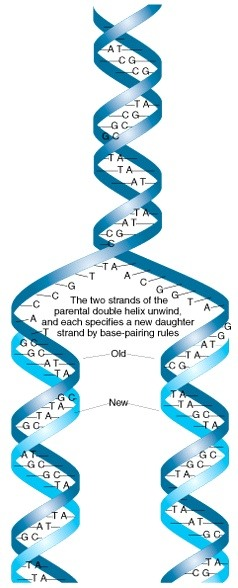 A T
C G
C G
T A
C G
G C
G C
T A
T A
A T
T A
A T
C G
C
C
G
T
T A
A
C
G
G
T
A
The two strands of the
parental double helix unwind,
and each specifies a new daughter
strand by base-pairing rules
A
G C
G C
A T
T A
Old
G
A T
T A
C G
New
G C
T A
T A
G C
T A
T A
G C
T A
A T
G C
G C
T A
G C
G C
T A
T A
A T
G C
T A
T A
T A
A T
G C
T A
C G